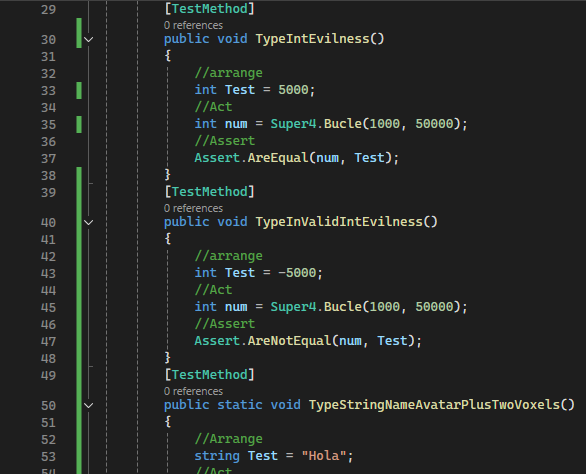 29 [TestMethod]
0 references
30 public void TypeIntEvilness()
31 {
32 //arrange
33 int Test = 5000;
34 //Act
35 int num = Super4.Bucle(1000, 50000);
36 //Assert
37 Assert.AreEqual(num, Test);
38 }
39 [TestMethod]
0 references
40 public void TypeInValidIntEvilness()
41 {
42 //arrange
43 int Test = -5000;
44 //Act
45 int num = Super4.Bucle(1000, 50000);
46 //Assert
47 Assert.AreNotEqual(num, Test);
48 }
49 [TestMethod]
0 references
50 public static void TypeStringNameAvatarPlusTwoVoxels()
51 {
52 //Arrange
53 string Test = "Hola";
54 //Act